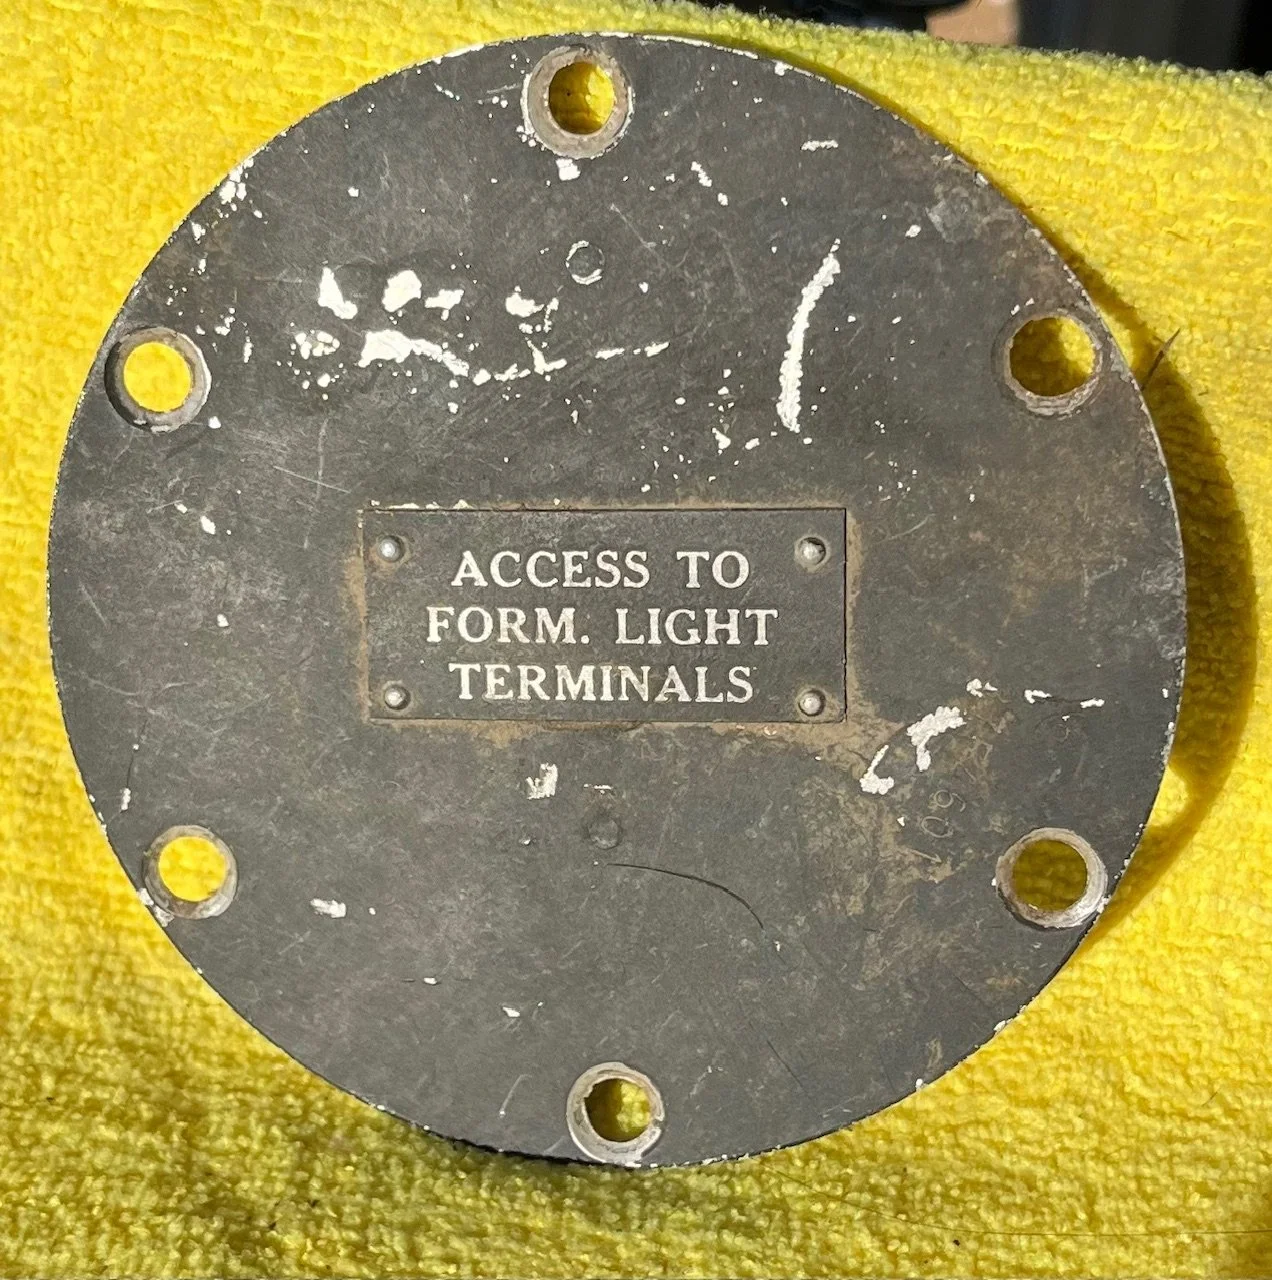 ACCESS TO
FORM. LIGHT
TERMINALS